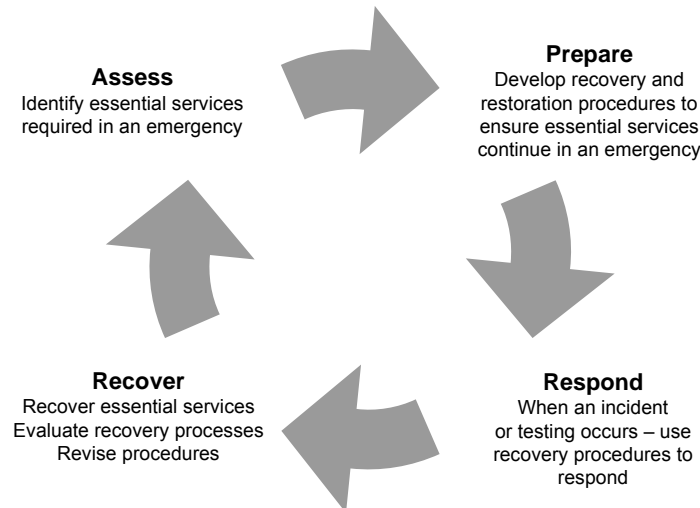 Assess
Identify essential services
required in an emergency
Prepare
Develop recovery and
restoration procedures to
ensure essential services
continue in an emergency
Respond
When an incident
or testing occurs – use
recovery procedures to
respond
Recover
Recover essential services
Evaluate recovery processes
Revise procedures